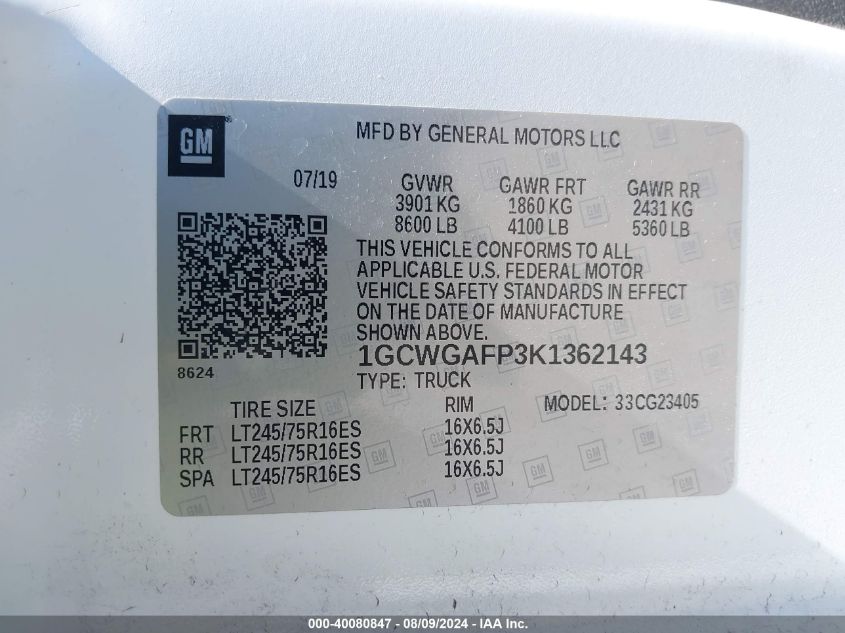 GM
MFD BY GENERAL MOTORS LLC
07/19
GVWR GAWR FRT GAWR RR
3901 KG 1860 KG 2431 KG
8600 LB 4100 LB 5360 LB
THIS VEHICLE CONFORMS TO ALL
APPLICABLE U.S. FEDERAL MOTOR
VEHICLE SAFETY STANDARDS IN EFFECT
ON THE DATE OF MANUFACTURE
SHOWN ABOVE.
8624
1GCWGAFP3K1362143
TYPE: TRUCK
TIRE SIZE RIM MODEL: 33CG23405
FRT LT245/75R16ES 16X6.5J
RR LT245/75R16ES 16X6.5J
SPA LT245/75R16ES 16X6.5J
000-40080847 - 08/09/2024 - IAA Inc.